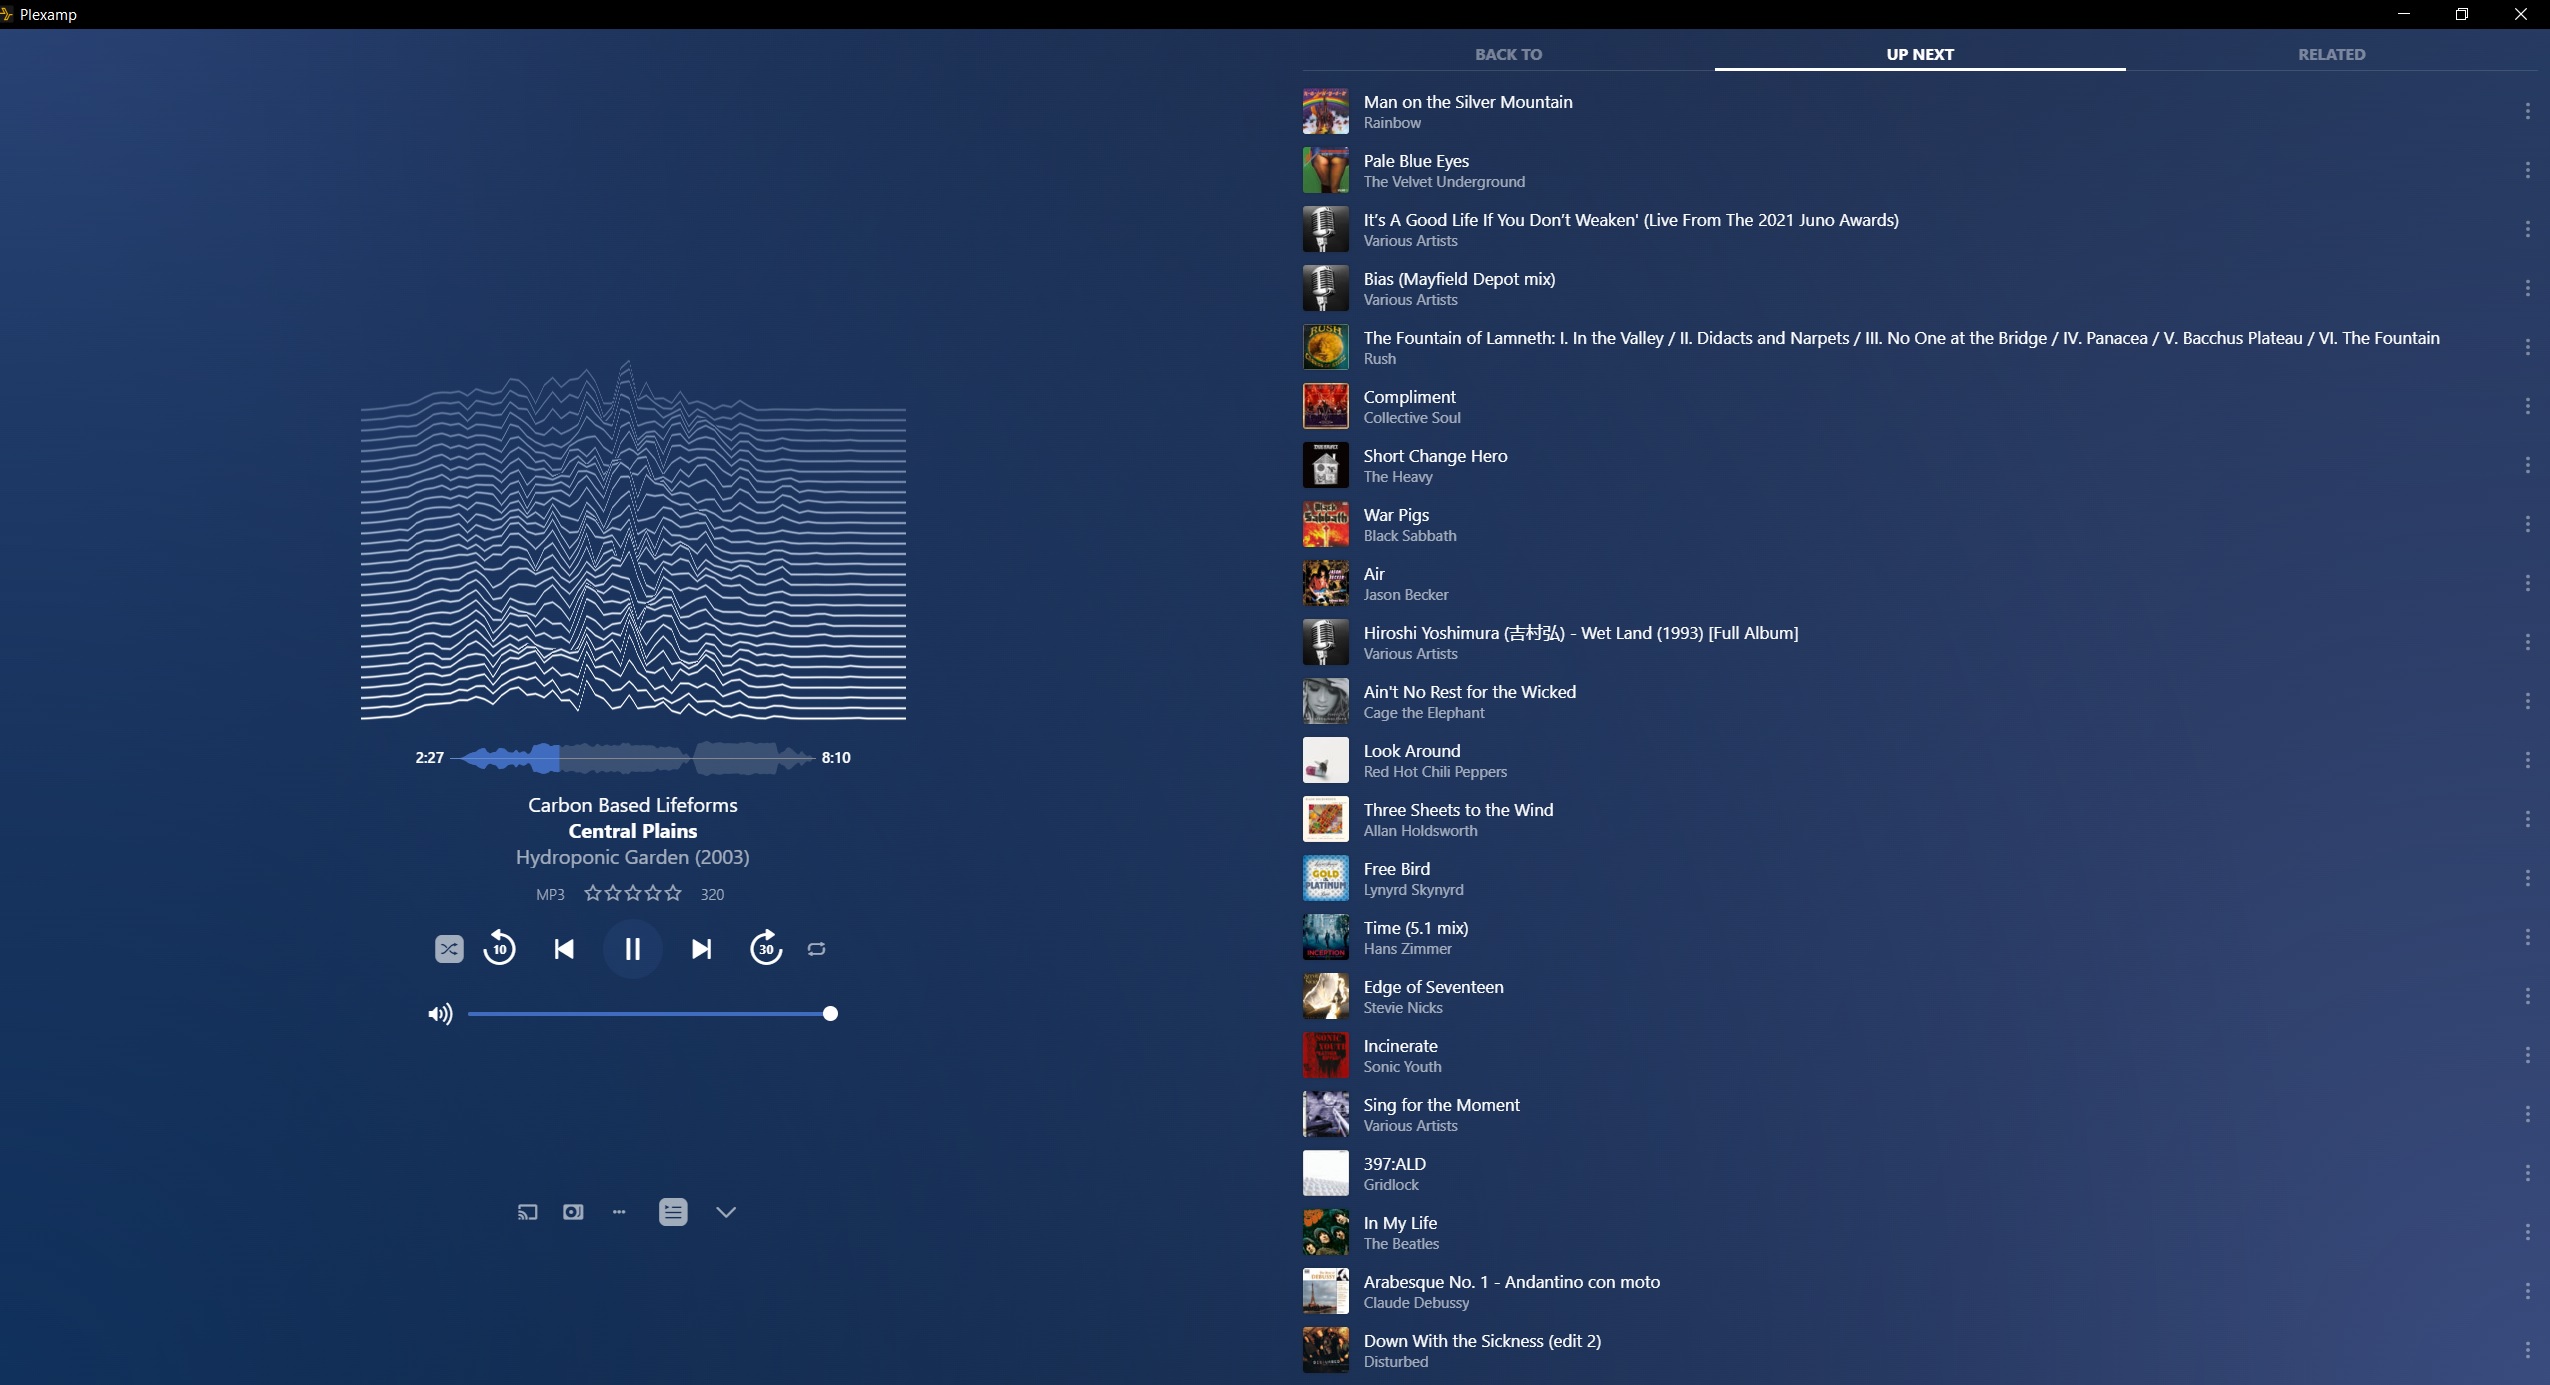 Plexamp
BACK TO
UP NEXT
RELATED
Man on the Silver Mountain
Rainbow
Pale Blue Eyes
The Velvet Underground
It's A Good Life If You Don't Weaken' (Live From The 2021 Juno Awards)
Various Artists
Bias (Mayfield Depot mix)
Various Artists
RUSH
The Fountain of Lamneth: I. In the Valley / II. Didacts and Narpets / III. No One at the Bridge / IV. Panacea / V. Bacchus Plateau / VI. The Fountain
Rush
Compliment
Collective Soul
Short Change Hero
The Heavy
Black
Sabbath
War Pigs
Black Sabbath
Air
Jason Becker
Hiroshi Yoshimura (吉村弘) - Wet Land (1993) [Full Album]
Various Artists
Ain't No Rest for the Wicked
Cage the Elephant
Look Around
Red Hot Chili Peppers
Three Sheets to the Wind
Allan Holdsworth
GOLD
PLATINUM
Free Bird
Lynyrd Skynyrd
INCEPTION
Time (5.1 mix)
Hans Zimmer
Edge of Seventeen
Stevie Nicks
SONIC
YOUTH
Incinerate
Sonic Youth
Sing for the Moment
Various Artists
397:ALD
Gridlock
In My Life
The Beatles
Arabesque No. 1 - Andantino con moto
Claude Debussy
Down With the Sickness (edit 2)
Disturbed
2:27
8:10
Carbon Based Lifeforms
Central Plains
Hydroponic Garden (2003)
MP3
320
10
30